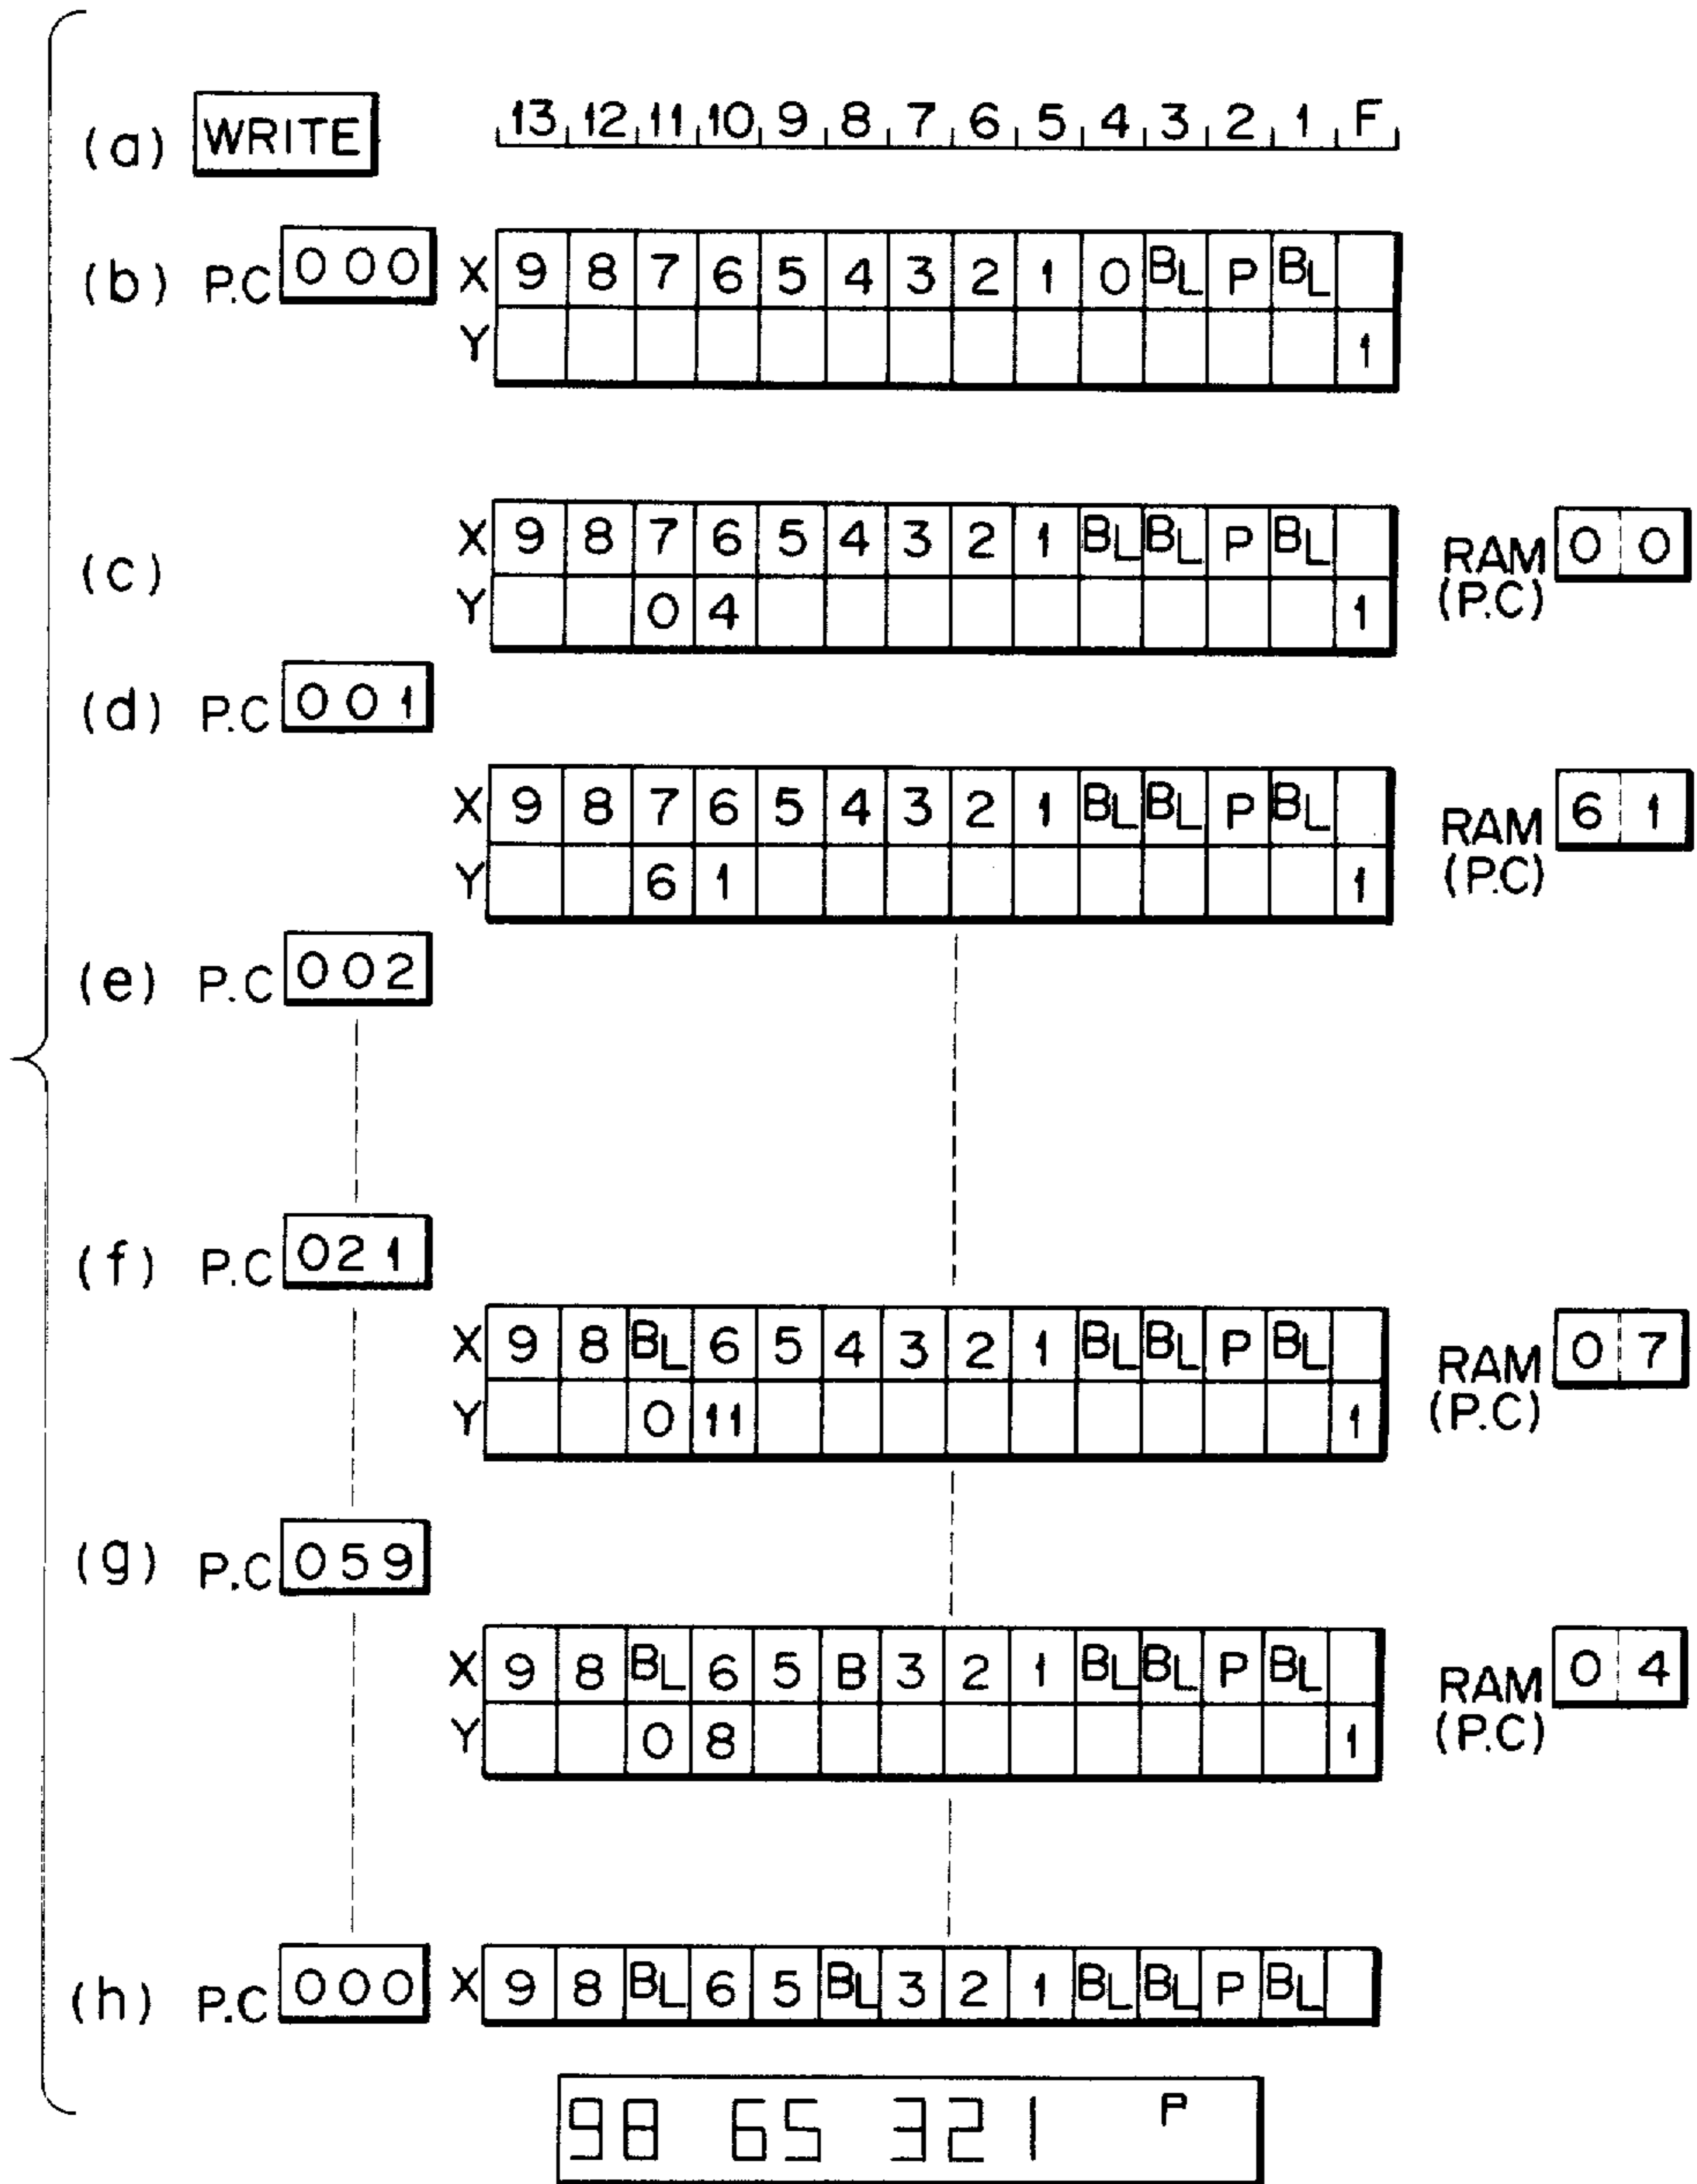 (a) WRITE 13 12 11 10 9 8 7 6 5 4 3 2 1 F
(b) P.C 000 X 9 8 7 6 5 4 3 2 1 0 BL P BL
Y 1
(c) X 9 8 7 6 5 4 3 2 1 BL BL P BL RAM (P.C) 0 0
Y 0 4 1
(d) P.C 001
X 9 8 7 6 5 4 3 2 1 BL BL P BL RAM (P.C) 6 1
Y 6 1 1
(e) P.C 002
(f) P.C 021
X 9 8 BL 6 5 4 3 2 1 BL BL P BL RAM (P.C) 0 7
Y 0 11 1
(g) P.C 059
X 9 8 BL 6 5 B 3 2 1 BL BL P BL RAM (P.C) 0 4
Y 0 8 1
(h) P.C 000 X 9 8 BL 6 5 BL 3 2 1 BL BL P BL
98 65 321 P